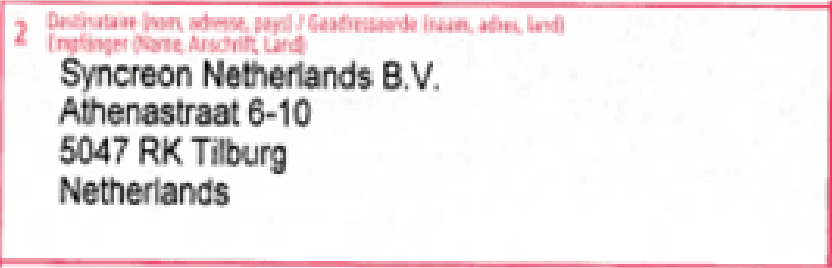 2 Destinataire (nom, adresse, pays) / Geadresseerde (naam, adres, land)
Empfänger (Name, Anschrift, Land)
Syncreon Netherlands B.V.
Athenastraat 6-10
5047 RK Tilburg
Netherlands